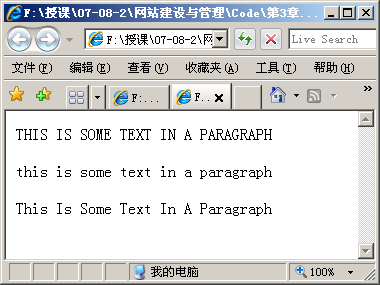 F:\授课\07-08-2\网站建设与管理\Code\第3章...
F:\授课\07-08-2\网
Live Search
文件(F) 编辑(E) 查看(V) 收藏夹(A) 工具(T) 帮助(H)
F:... F...
THIS IS SOME TEXT IN A PARAGRAPH
this is some text in a paragraph
This Is Some Text In A Paragraph
我的电脑 100%